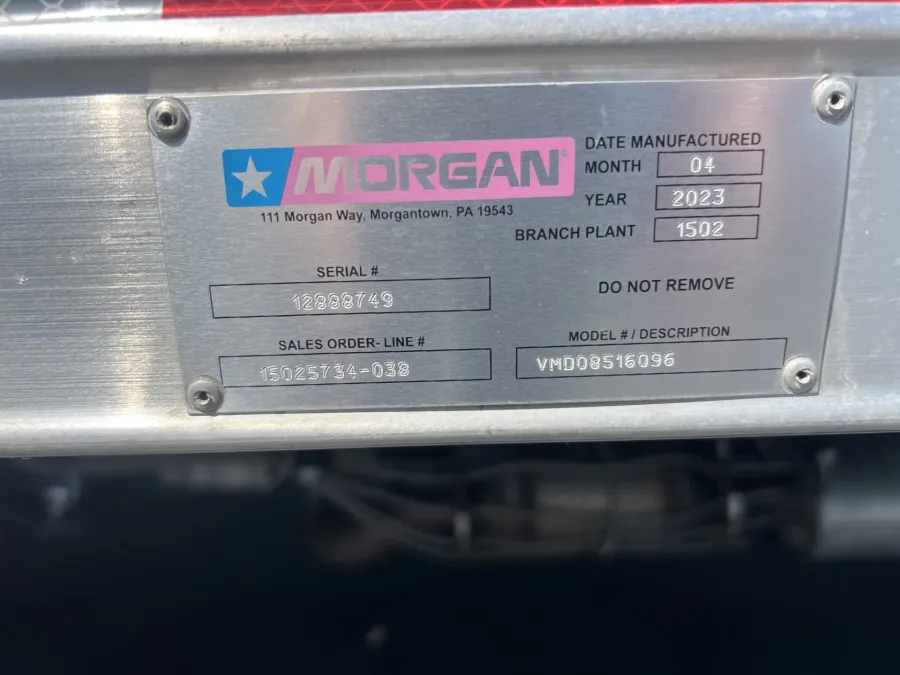 MORGAN
111 Morgan Way, Morgantown, PA 19543
DATE MANUFACTURED
MONTH 04
YEAR 2023
BRANCH PLANT 1502
SERIAL #
12888749
DO NOT REMOVE
SALES ORDER- LINE #
15025734-038
MODEL # / DESCRIPTION
VMD08516096